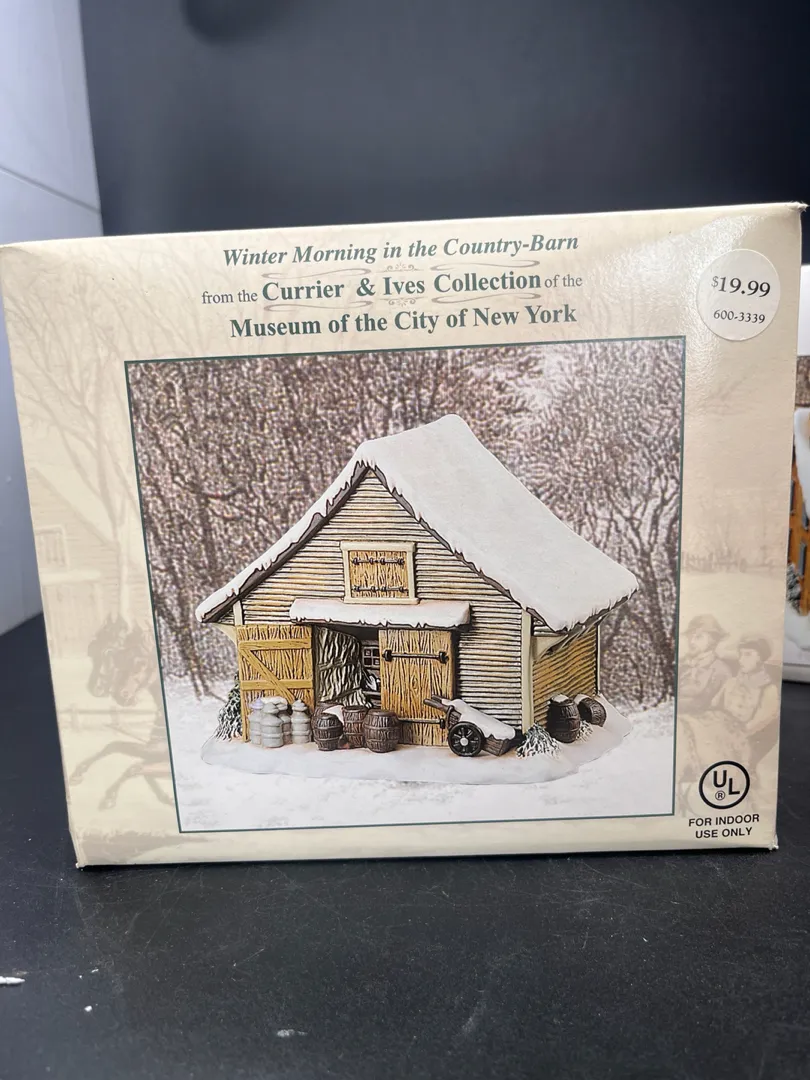 Winter Morning in the Country-Barn
from the Currier & Ives Collection of the
Museum of the City of New York
$19.99
600-3339
UL
®
FOR INDOOR
USE ONLY